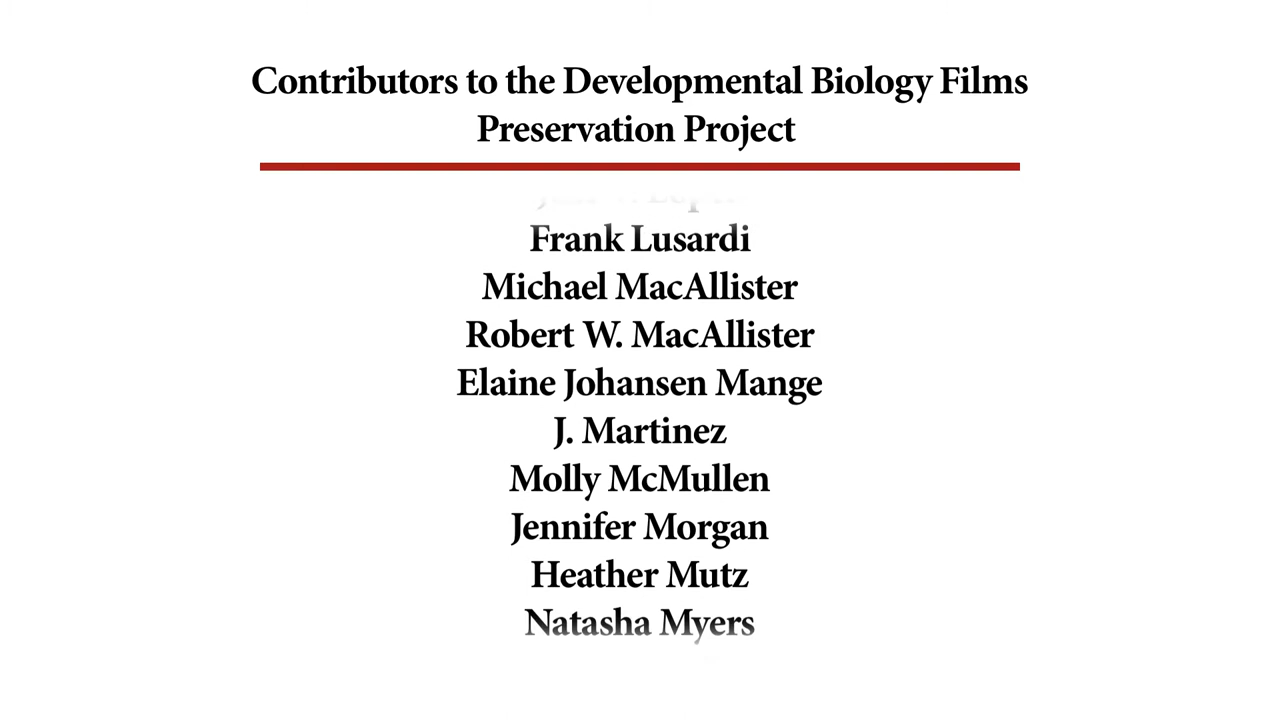 Contributors to the Developmental Biology Films
Preservation Project
Frank Lusardi
Michael MacAllister
Robert W. MacAllister
Elaine Johansen Mange
J. Martinez
Molly McMullen
Jennifer Morgan
Heather Mutz
Natasha Myers